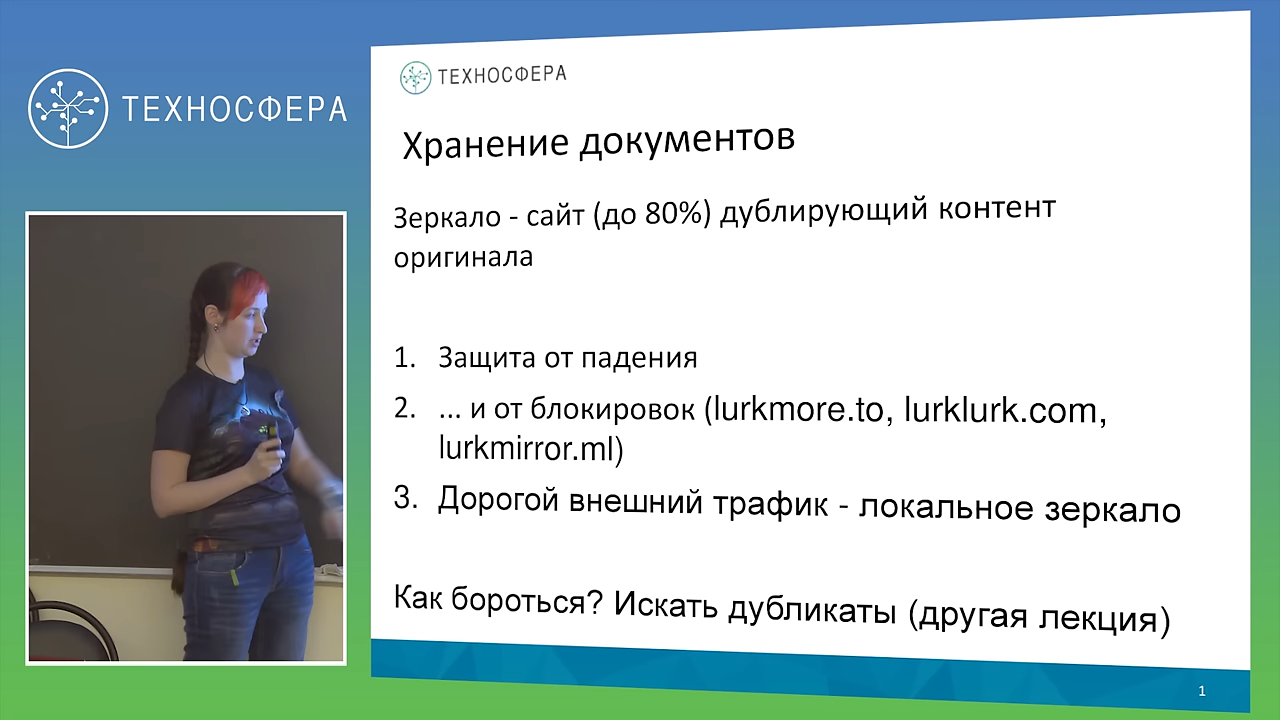 ТЕХНОСФЕРА
ТЕХНОСФЕРА
Хранение документов
Зеркало - сайт (до 80%) дублирующий контент
оригинала
1. Защита от падения
2. ... и от блокировок (lurkmore.to, lurklurk.com,
lurkmirror.ml)
3. Дорогой внешний трафик - локальное зеркало
Как бороться? Искать дубликаты (другая лекция)
1